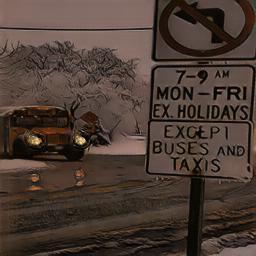 7-9 AM
MON-FRI
EX. HOLIDAYS
EXCEPT
BUSES AND
TAXIS